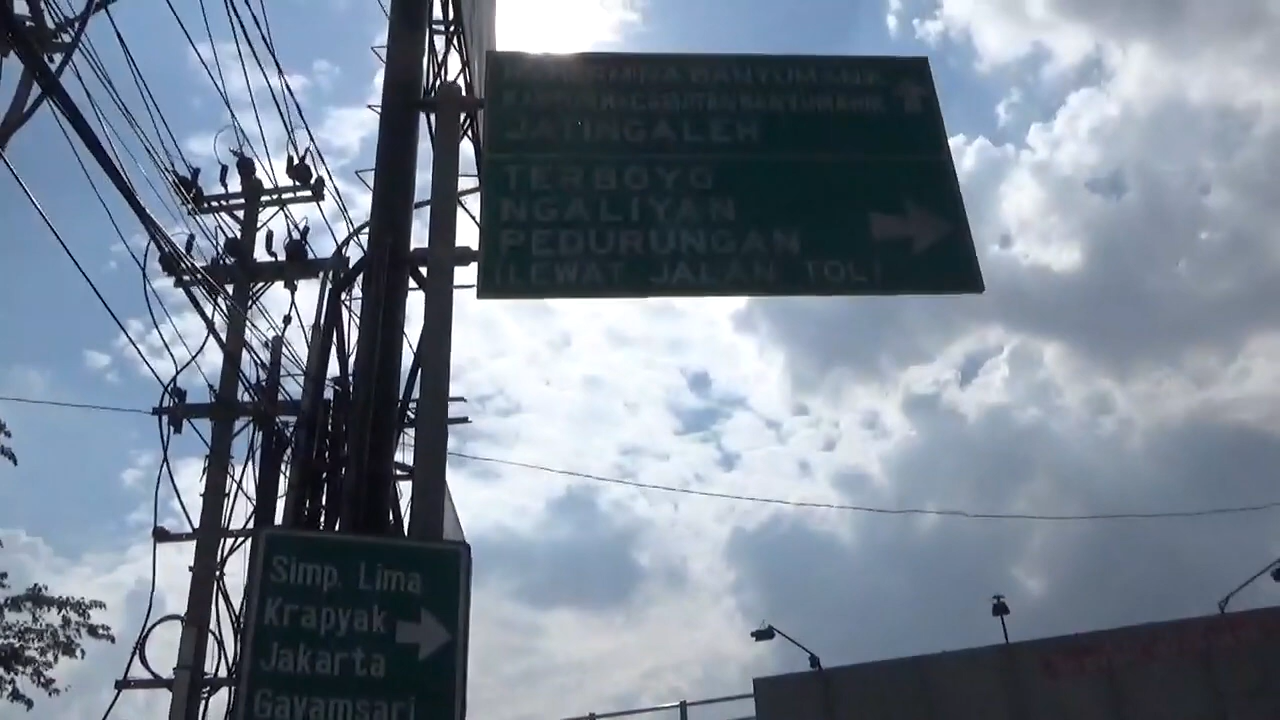 JATINGALEH
TERBOYO
NGALIYAN
PEDURUNGAN
(LEWAT JALAN TOL)
Simp. Lima
Krapyak
Jakarta
Gayamsari